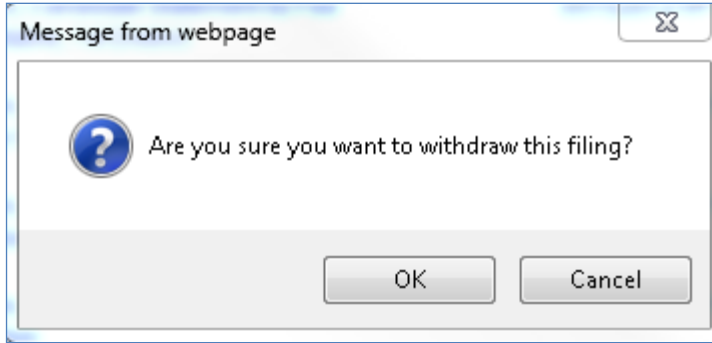 Message from webpage
Are you sure you want to withdraw this filing?
OK
Cancel